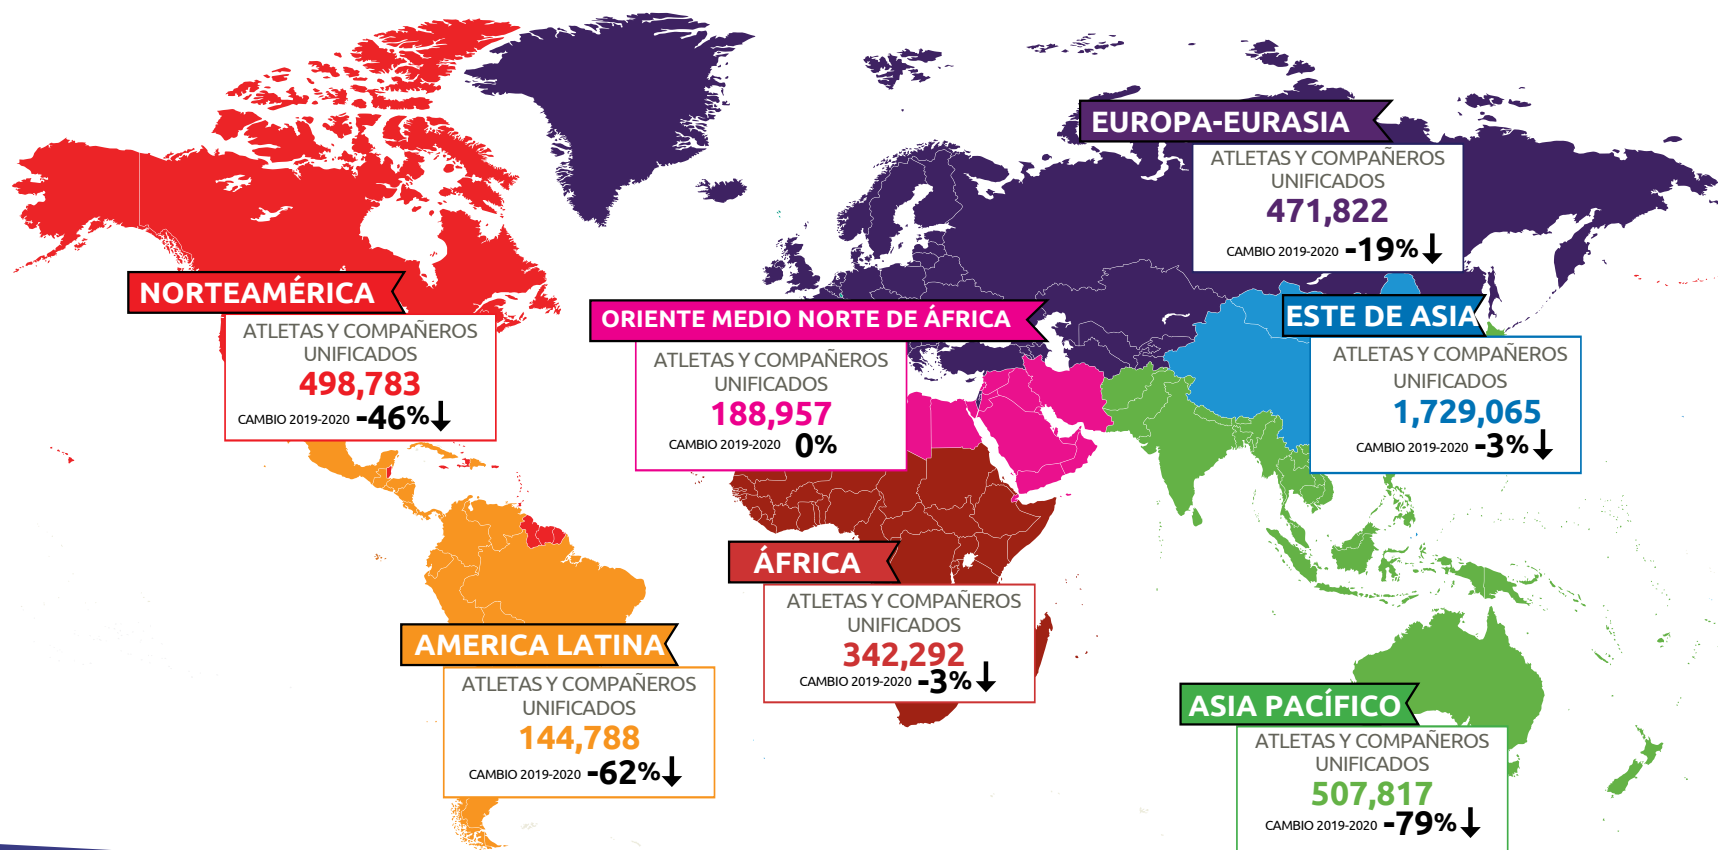 EUROPA-EURASIA
ATLETAS Y COMPAÑEROS
UNIFICADOS
471,822
CAMBIO 2019-2020 -19%
NORTEAMÉRICA
ATLETAS Y COMPAÑEROS
UNIFICADOS
498,783
CAMBIO 2019-2020 -46%
ORIENTE MEDIO NORTE DE ÁFRICA
ATLETAS Y COMPAÑEROS
UNIFICADOS
188,957
CAMBIO 2019-2020 0%
ESTE DE ASIA
ATLETAS Y COMPAÑEROS
UNIFICADOS
1,729,065
CAMBIO 2019-2020 -3%
ÁFRICA
ATLETAS Y COMPAÑEROS
UNIFICADOS
342,292
CAMBIO 2019-2020 -3%
AMERICA LATINA
ATLETAS Y COMPAÑEROS
UNIFICADOS
144,788
CAMBIO 2019-2020 -62%
ASIA PACÍFICO
ATLETAS Y COMPAÑEROS
UNIFICADOS
507,817
CAMBIO 2019-2020 -79%